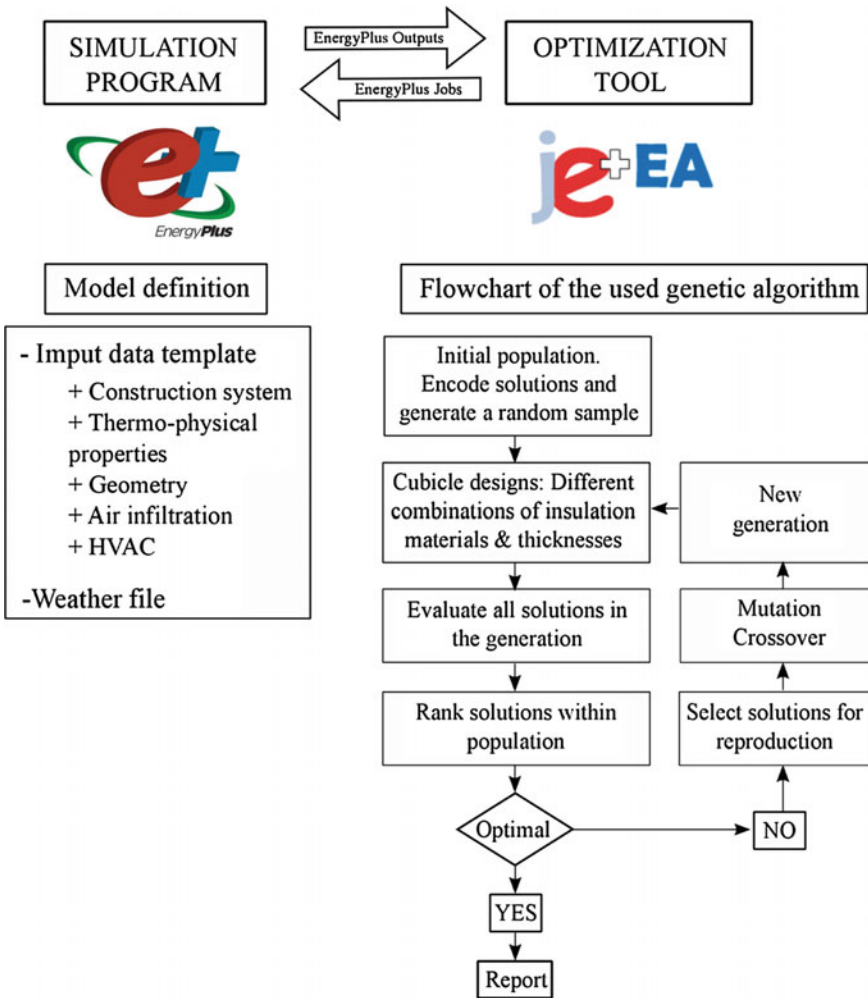 SIMULATION
PROGRAM
EnergyPlus Outputs
EnergyPlus Jobs
OPTIMIZATION
TOOL
e+
EnergyPlus
je+EA
Model definition
- Imput data template
+ Construction system
+ Thermo-physical
properties
+ Geometry
+ Air infiltration
+ HVAC
-Weather file
Flowchart of the used genetic algorithm
Initial population.
Encode solutions and
generate a random sample
Cubicle designs: Different
combinations of insulation
materials & thicknesses
Evaluate all solutions in
the generation
Rank solutions within
population
Optimal
YES
Report
NO
Select solutions for
reproduction
Mutation
Crossover
New
generation